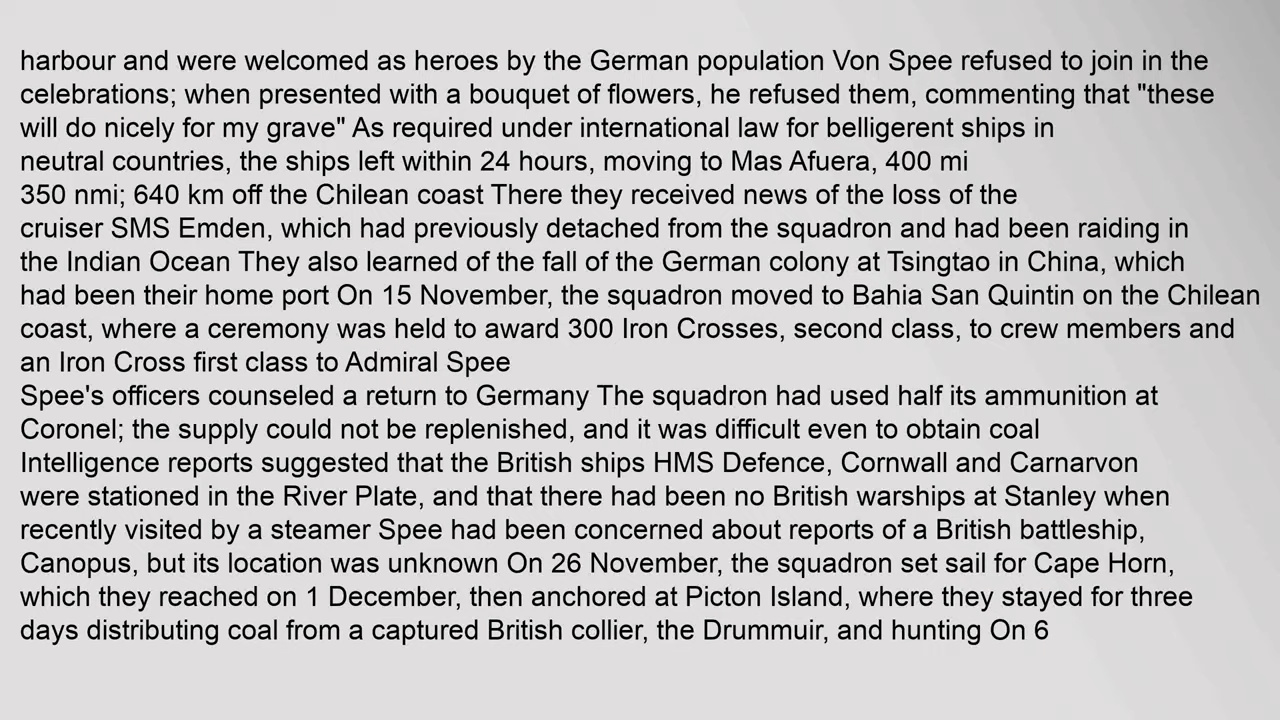 harbour and were welcomed as heroes by the German population Von Spee refused to join in the
celebrations; when presented with a bouquet of flowers, he refused them, commenting that "these
will do nicely for my grave" As required under international law for belligerent ships in
neutral countries, the ships left within 24 hours, moving to Mas Afuera, 400 mi
350 nmi; 640 km off the Chilean coast There they received news of the loss of the
cruiser SMS Emden, which had previously detached from the squadron and had been raiding in
the Indian Ocean They also learned of the fall of the German colony at Tsingtao in China, which
had been their home port On 15 November, the squadron moved to Bahia San Quintin on the Chilean
coast, where a ceremony was held to award 300 Iron Crosses, second class, to crew members and
an Iron Cross first class to Admiral Spee
Spee's officers counseled a return to Germany The squadron had used half its ammunition at
Coronel; the supply could not be replenished, and it was difficult even to obtain coal
Intelligence reports suggested that the British ships HMS Defence, Cornwall and Carnarvon
were stationed in the River Plate, and that there had been no British warships at Stanley when
recently visited by a steamer Spee had been concerned about reports of a British battleship,
Canopus, but its location was unknown On 26 November, the squadron set sail for Cape Horn,
which they reached on 1 December, then anchored at Picton Island, where they stayed for three
days distributing coal from a captured British collier, the Drummuir, and hunting On 6